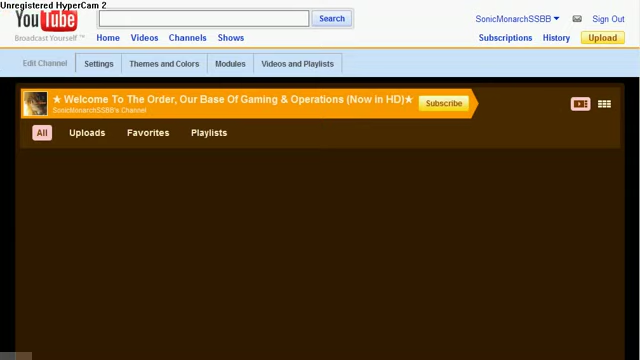 Unregistered HyperCam 2
YouTube
Broadcast Yourself™
Search
SonicMonarchSSBB
Sign Out
Home Videos Channels Shows
Subscriptions History Upload
Edit Channel Settings Themes and Colors Modules Videos and Playlists
★ Welcome To The Order, Our Base Of Gaming & Operations (Now in HD)★
SonicMonarchSSBB's Channel
Subscribe
All Uploads Favorites Playlists